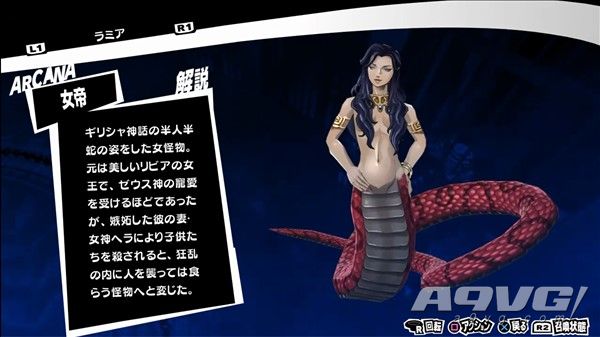 L1 ラミア R1
ARCANA
女帝
解説
ギリシャ神話の半人半
蛇の姿をした女怪物。
元は美しいリビアの女
王で、ゼウス神の寵愛
を受けるほどであった
が、嫉妬した彼の妻・
女神ヘラにより子供た
ちを殺されると、狂乱
の内に人を襲っては食
らう怪物へと変じた。
A9VG!
a9vg.com
R 回転 アクション 戻る R2 召喚状態